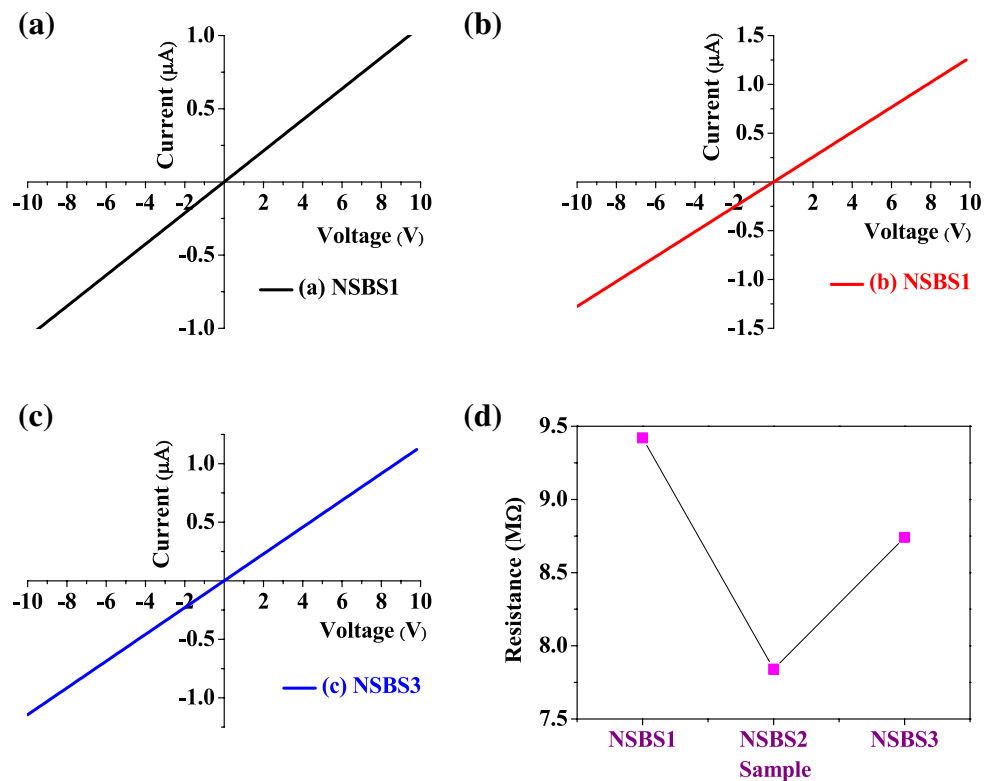 (a)
1.0
0.5
-10 -8 -6 -4 -2 2 4 6 8 10
-0.5
-1.0
Current (μA)
Voltage (V)
(a) NSBS1
(b)
1.5
1.0
0.5
-10 -8 -6 -4 -2 2 4 6 8 10
-0.5
-1.0
-1.5
Current (μA)
Voltage (V)
(b) NSBS1
(c)
1.0
0.5
-10 -8 -6 -4 -2 2 4 6 8 10
-0.5
-1.0
Current (μA)
Voltage (V)
(c) NSBS3
(d)
9.5
9.0
8.5
8.0
7.5
Resistance (MΩ)
NSBS1 NSBS2 NSBS3
Sample